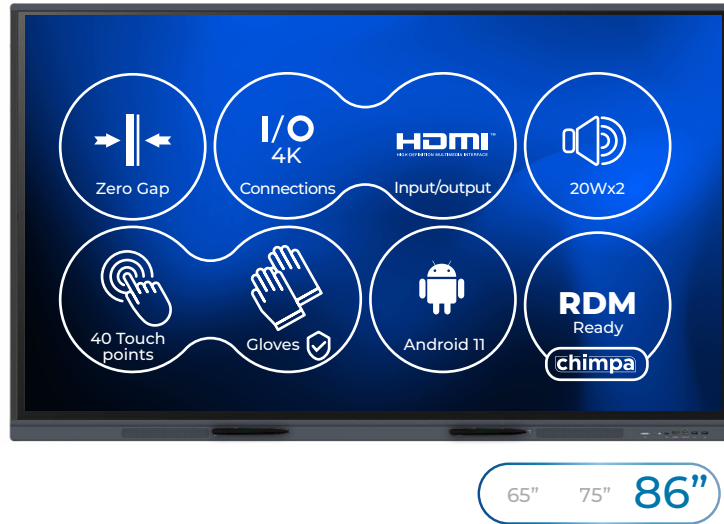 Zero Gap
I/O
4K
Connections
HDMI™
HIGH DEFINITION MULTIMEDIA INTERFACE
Input/output
20Wx2
40 Touch
points
Gloves
Android 11
RDM
Ready
chimpa
65” 75” 86”